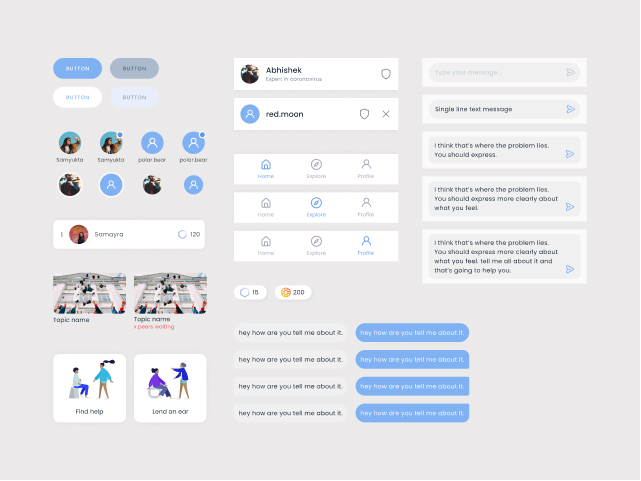 BUTTON
BUTTON
BUTTON
BUTTON
Samyukta
Samyukta
polar.bear
polar.bear
1
Samayra
120
Topic name
Topic name
x peers waiting
Find help
Lend an ear
Abhishek
Expert in coronavirus
red.moon
Home
Explore
Profile
Home
Explore
Profile
Home
Explore
Profile
15
200
hey how are you tell me about it.
hey how are you tell me about it.
hey how are you tell me about it.
hey how are you tell me about it.
hey how are you tell me about it.
hey how are you tell me about it.
hey how are you tell me about it.
hey how are you tell me about it.
Type your message..
Single line text message
I think that's where the problem lies.
You should express.
I think that's where the problem lies.
You should express more clearly about
what you feel.
I think that's where the problem lies.
You should express more clearly about
what you feel. tell me all about it and
that's going to help you.